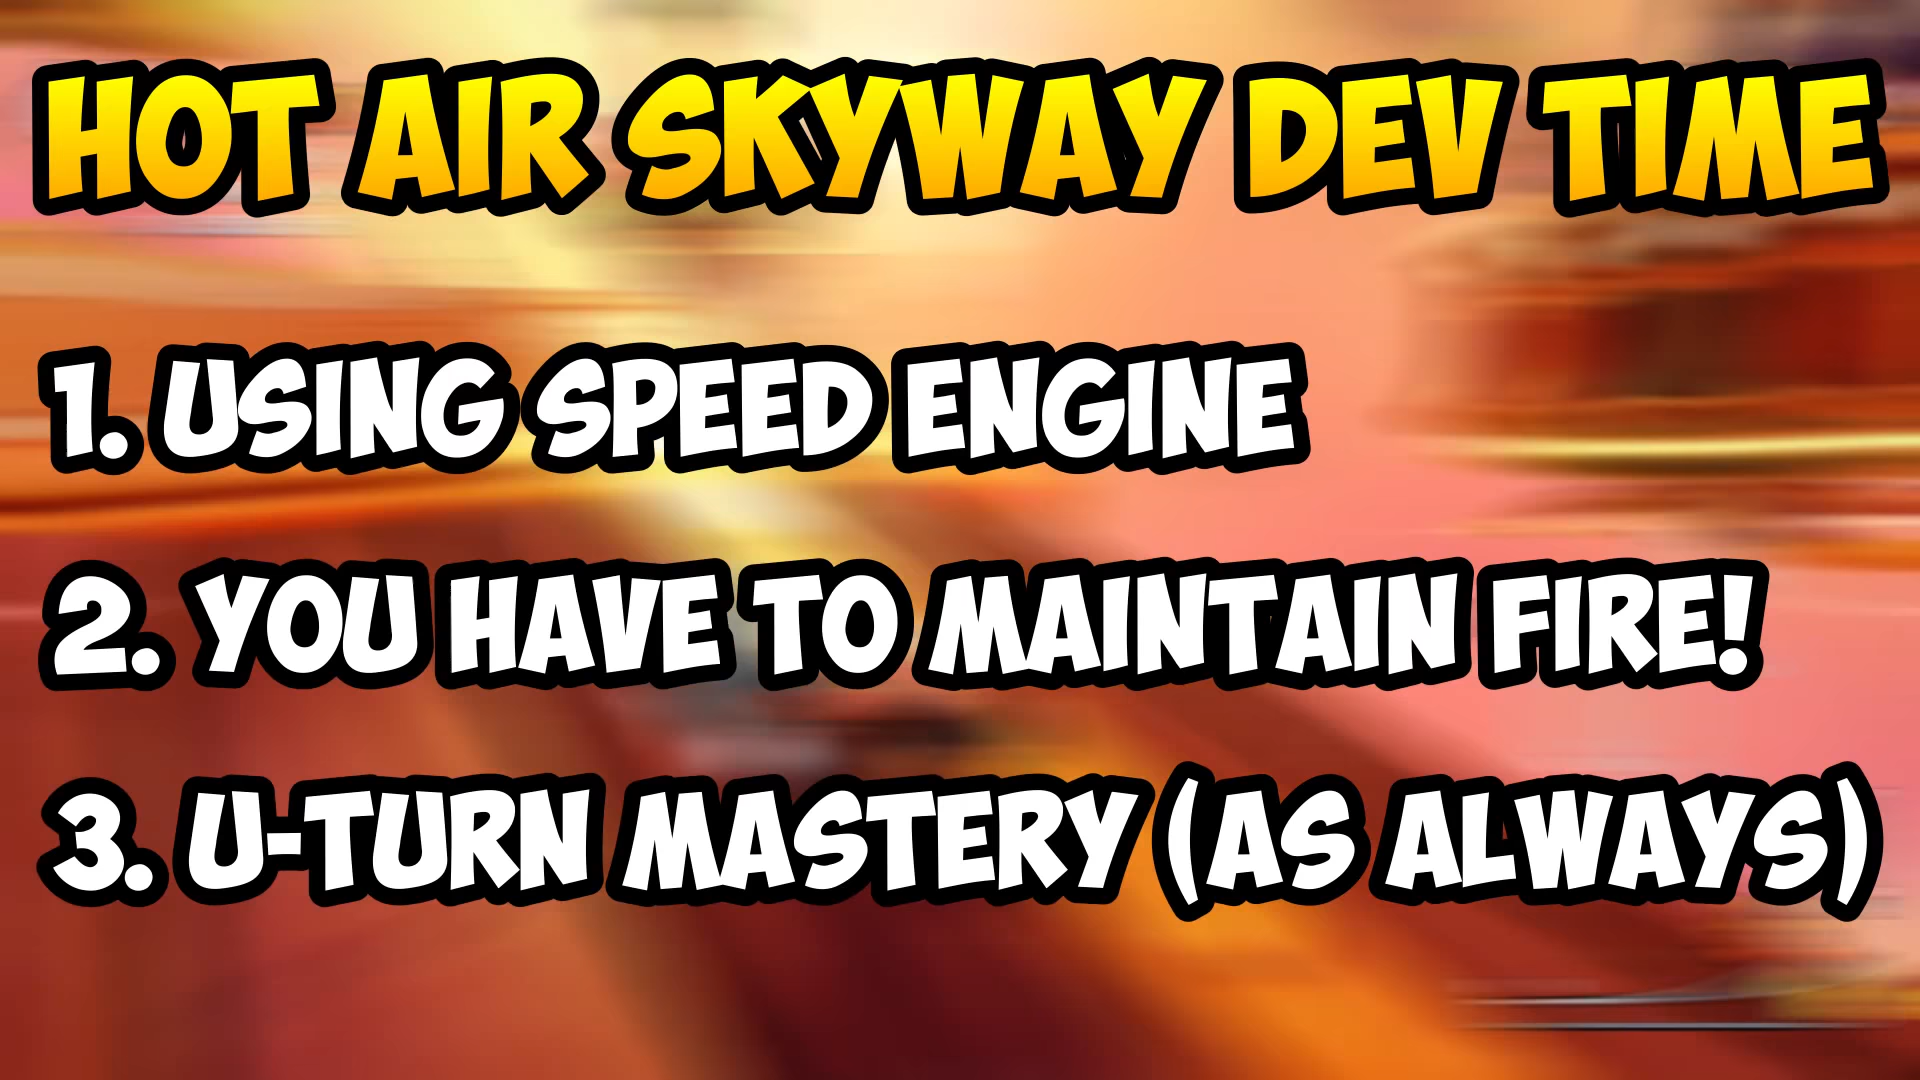 HOT AIR SKYWAY DEV TIME
1. USING SPEED ENGINE
2. YOU HAVE TO MAINTAIN FIRE!
3. U-TURN MASTERY (AS ALWAYS)